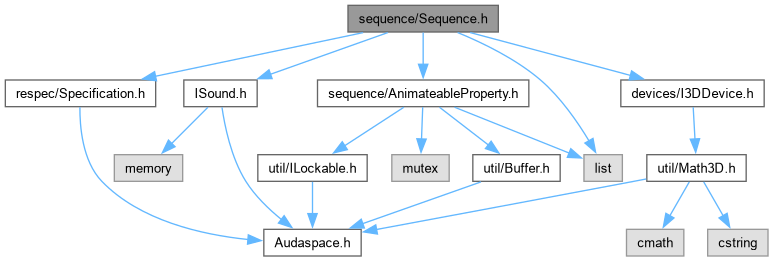 sequence/Sequence.h
respec/Specification.h
ISound.h
sequence/AnimateableProperty.h
devices/I3DDevice.h
memory
util/ILockable.h
mutex
util/Buffer.h
list
util/Math3D.h
Audaspace.h
cmath
cstring